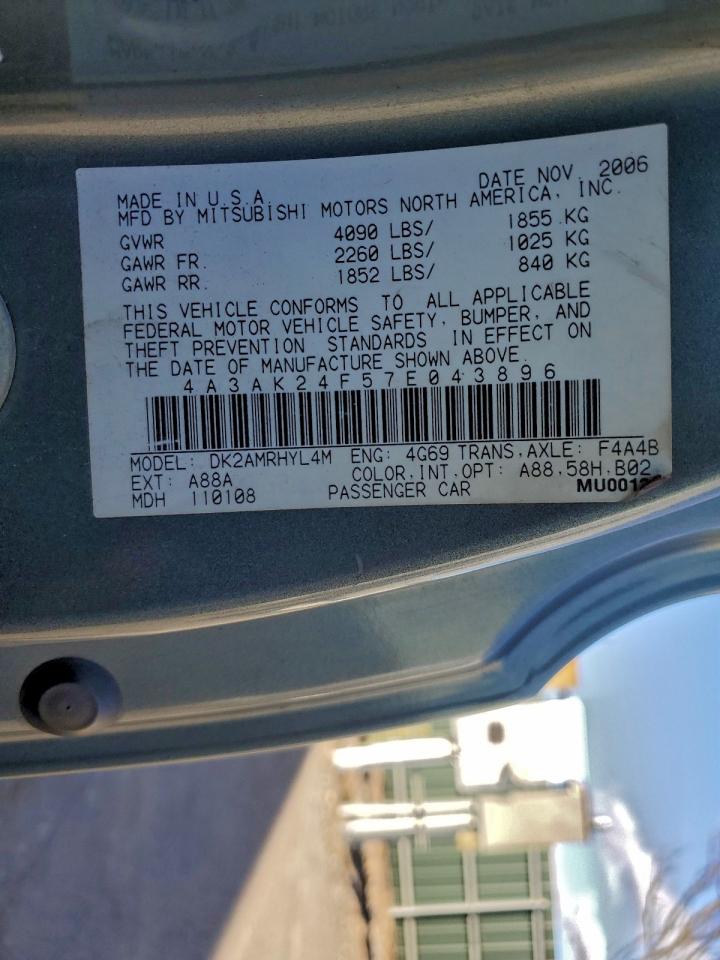 DATE NOV. 2006
MADE IN U.S.A
MFD BY MITSUBISHI MOTORS NORTH AMERICA, INC.
GVWR 4090 LBS/ 1855 KG
GAWR FR. 2260 LBS/ 1025 KG
GAWR RR. 1852 LBS/ 840 KG
THIS VEHICLE CONFORMS TO ALL APPLICABLE
FEDERAL MOTOR VEHICLE SAFETY, BUMPER, AND
THEFT PREVENTION STANDARDS IN EFFECT ON
THE DATE OF MANUFACTURE SHOWN ABOVE.
4A3AK24F57E043896
MODEL: DK2AMRHYL4M ENG: 4G69 TRANS,AXLE: F4A4B
EXT: A88A COLOR,INT,OPT: A88,58H,B02
MDH 110108 PASSENGER CAR